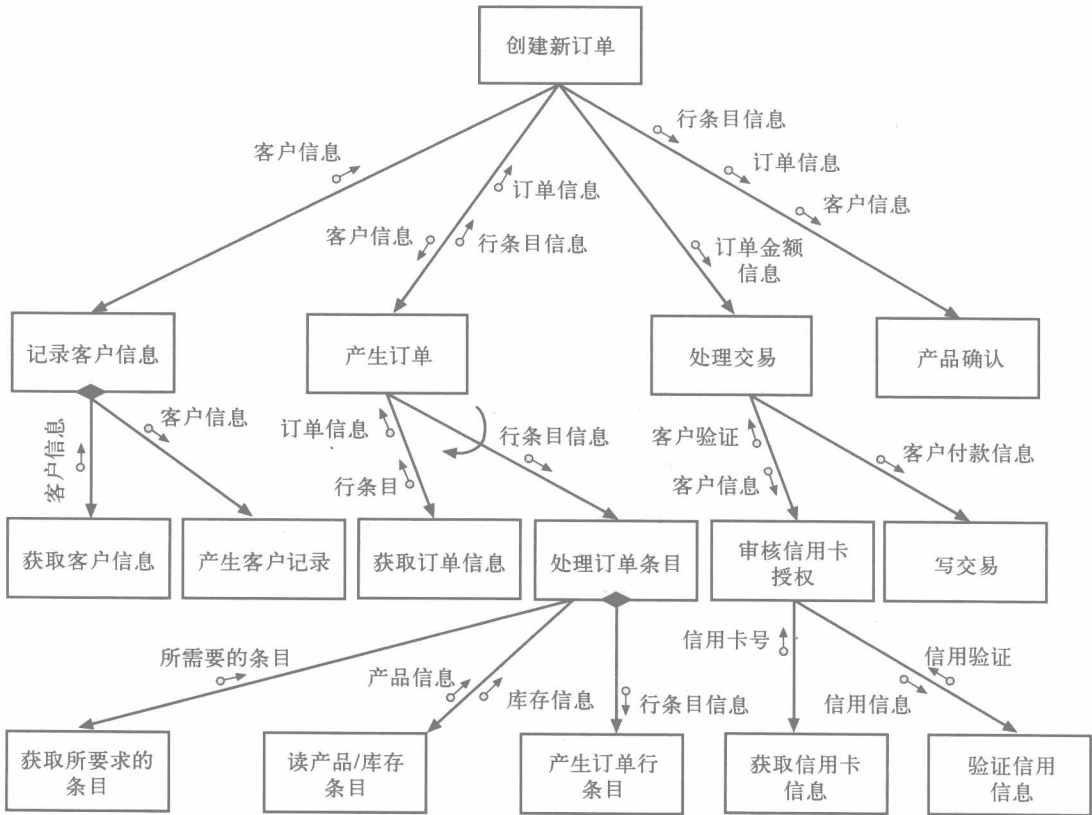 创建新订单
行条目信息
客户信息
订单信息
订单信息
客户信息
客户信息
行条目信息
订单金额
信息
记录客户信息
产生订单
处理交易
产品确认
客户信息
客户信息
订单信息
行条目信息
客户验证
客户付款信息
行条目
客户信息
获取客户信息
产生客户记录
获取订单信息
处理订单条目
审核信用卡
授权
写交易
所需要的条目
产品信息
库存信息
行条目信息
信用卡号
信用验证
信用信息
获取所要求的
条目
读产品/库存
条目
产生订单行
条目
获取信用卡
信息
验证信用
信息